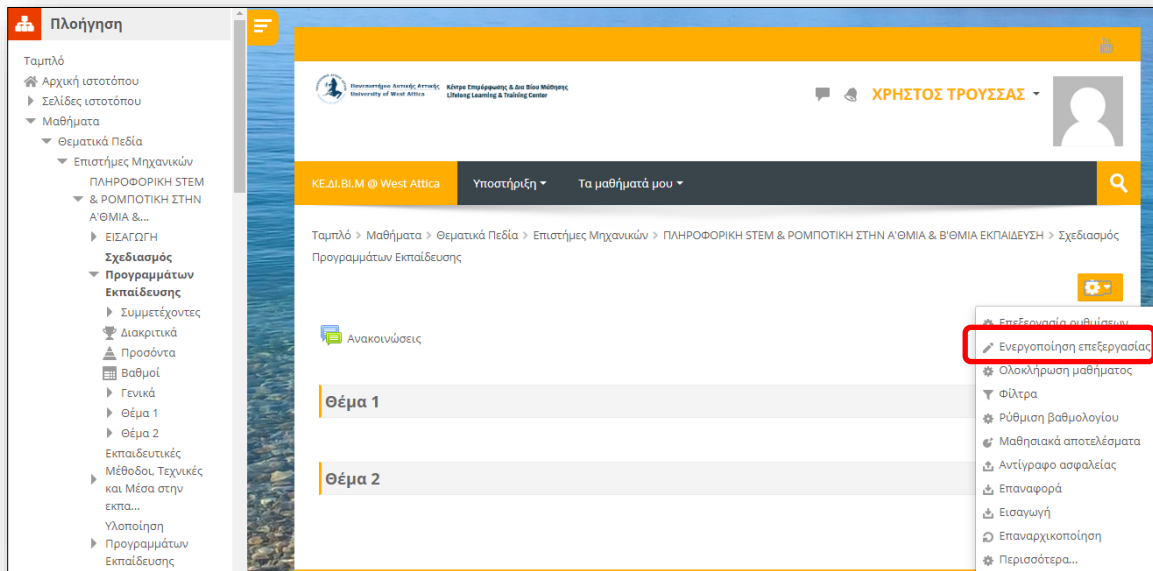 Πλοήγηση
Ταμπλό
Αρχική ιστοτόπου
Σελίδες ιστοτόπου
Μαθήματα
Θεματικά Πεδία
Επιστήμες Μηχανικών
ΠΛΗΡΟΦΟΡΙΚΗ STEM
& ΡΟΜΠΟΤΙΚΗ ΣΤΗΝ
Α'ΘΜΙΑ &...
ΕΙΣΑΓΩΓΗ
Σχεδιασμός
Προγραμμάτων
Εκπαίδευσης
Συμμετέχοντες
Διακριτικά
Προσόντα
Βαθμοί
Γενικά
Θέμα 1
Θέμα 2
Εκπαιδευτικές
Μέθοδοι, Τεχνικές
και Μέσα στην
εκπα...
Υλοποίηση
Προγραμμάτων
Εκπαίδευσης
Πανεπιστήμιο Δυτικής Αττικής Κέντρο Επιμόρφωσης & Δια Βίου Μάθησης
University of West Attica Lifelong Learning & Training Center
ΧΡΗΣΤΟΣ ΤΡΟΥΣΣΑΣ
ΚΕ.ΔΙ.ΒΙ.Μ @ West Attica Υποστήριξη Τα μαθήματά μου
Ταμπλό > Μαθήματα > Θεματικά Πεδία > Επιστήμες Μηχανικών > ΠΛΗΡΟΦΟΡΙΚΗ STEM & ΡΟΜΠΟΤΙΚΗ ΣΤΗΝ Α'ΘΜΙΑ & Β'ΘΜΙΑ ΕΚΠΑΙΔΕΥΣΗ > Σχεδιασμός
Προγραμμάτων Εκπαίδευσης
Ανακοινώσεις
Θέμα 1
Θέμα 2
Επεξεργασία ρυθμίσεων
Ενεργοποίηση επεξεργασίας
Ολοκλήρωση μαθήματος
Φίλτρα
Ρύθμιση βαθμολογίου
Μαθησιακά αποτελέσματα
Αντίγραφο ασφαλείας
Επαναφορά
Εισαγωγή
Επαναρχικοποίηση
Περισσότερα...